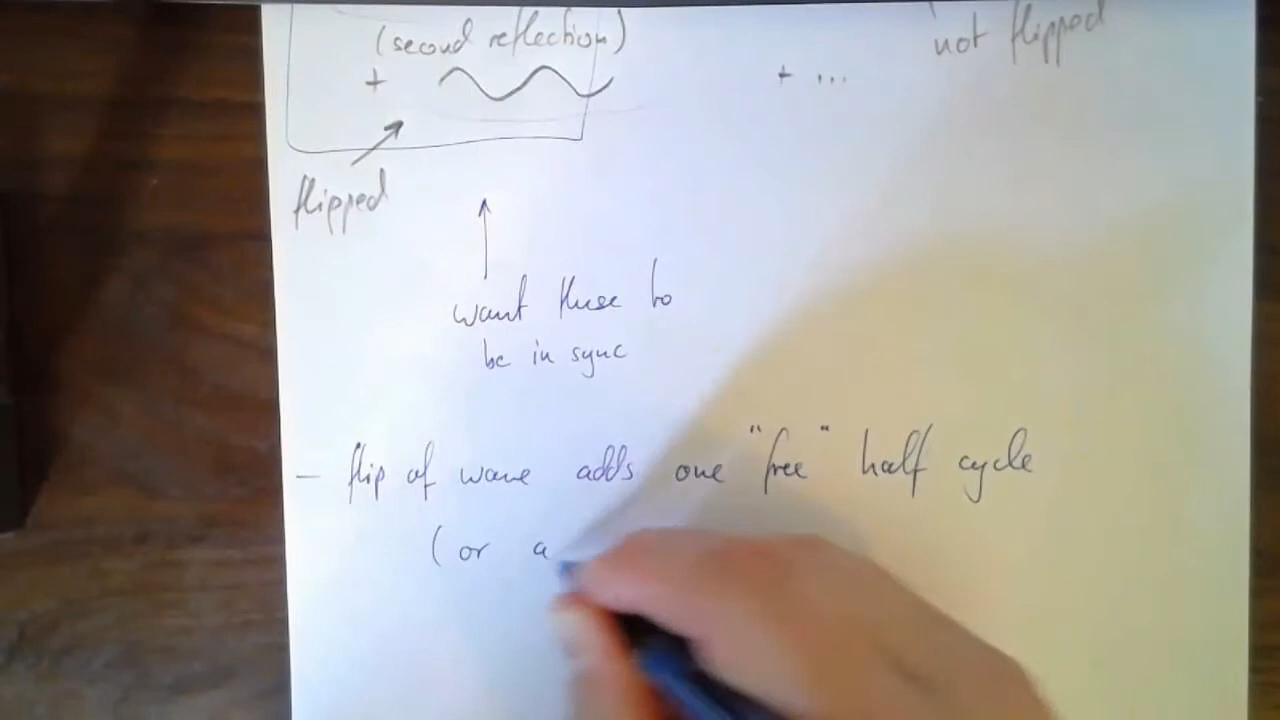 (second reflection)
not flipped
+
+ ...
flipped
want these to
be in sync
- flip of wave adds one "free" half cycle
(or a